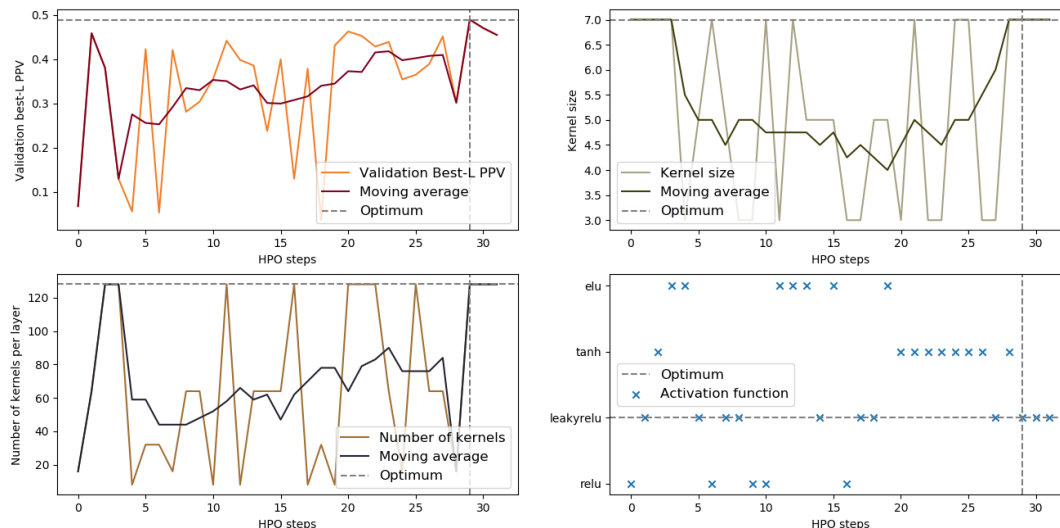 0.5
0.4
0.3
0.2
0.1
Validation best-L PPV
Validation Best-L PPV
Moving average
Optimum
0 5 10 15 20 25 30
HPO steps
7.0
6.5
6.0
5.5
5.0
4.5
4.0
3.5
3.0
Kernel size
Kernel size
Moving average
Optimum
0 5 10 15 20 25 30
HPO steps
120
100
80
60
40
20
Number of kernels per layer
Number of kernels
Moving average
Optimum
0 5 10 15 20 25 30
HPO steps
elu
tanh
leakyrelu
relu
Optimum
Activation function
0 5 10 15 20 25 30
HPO steps